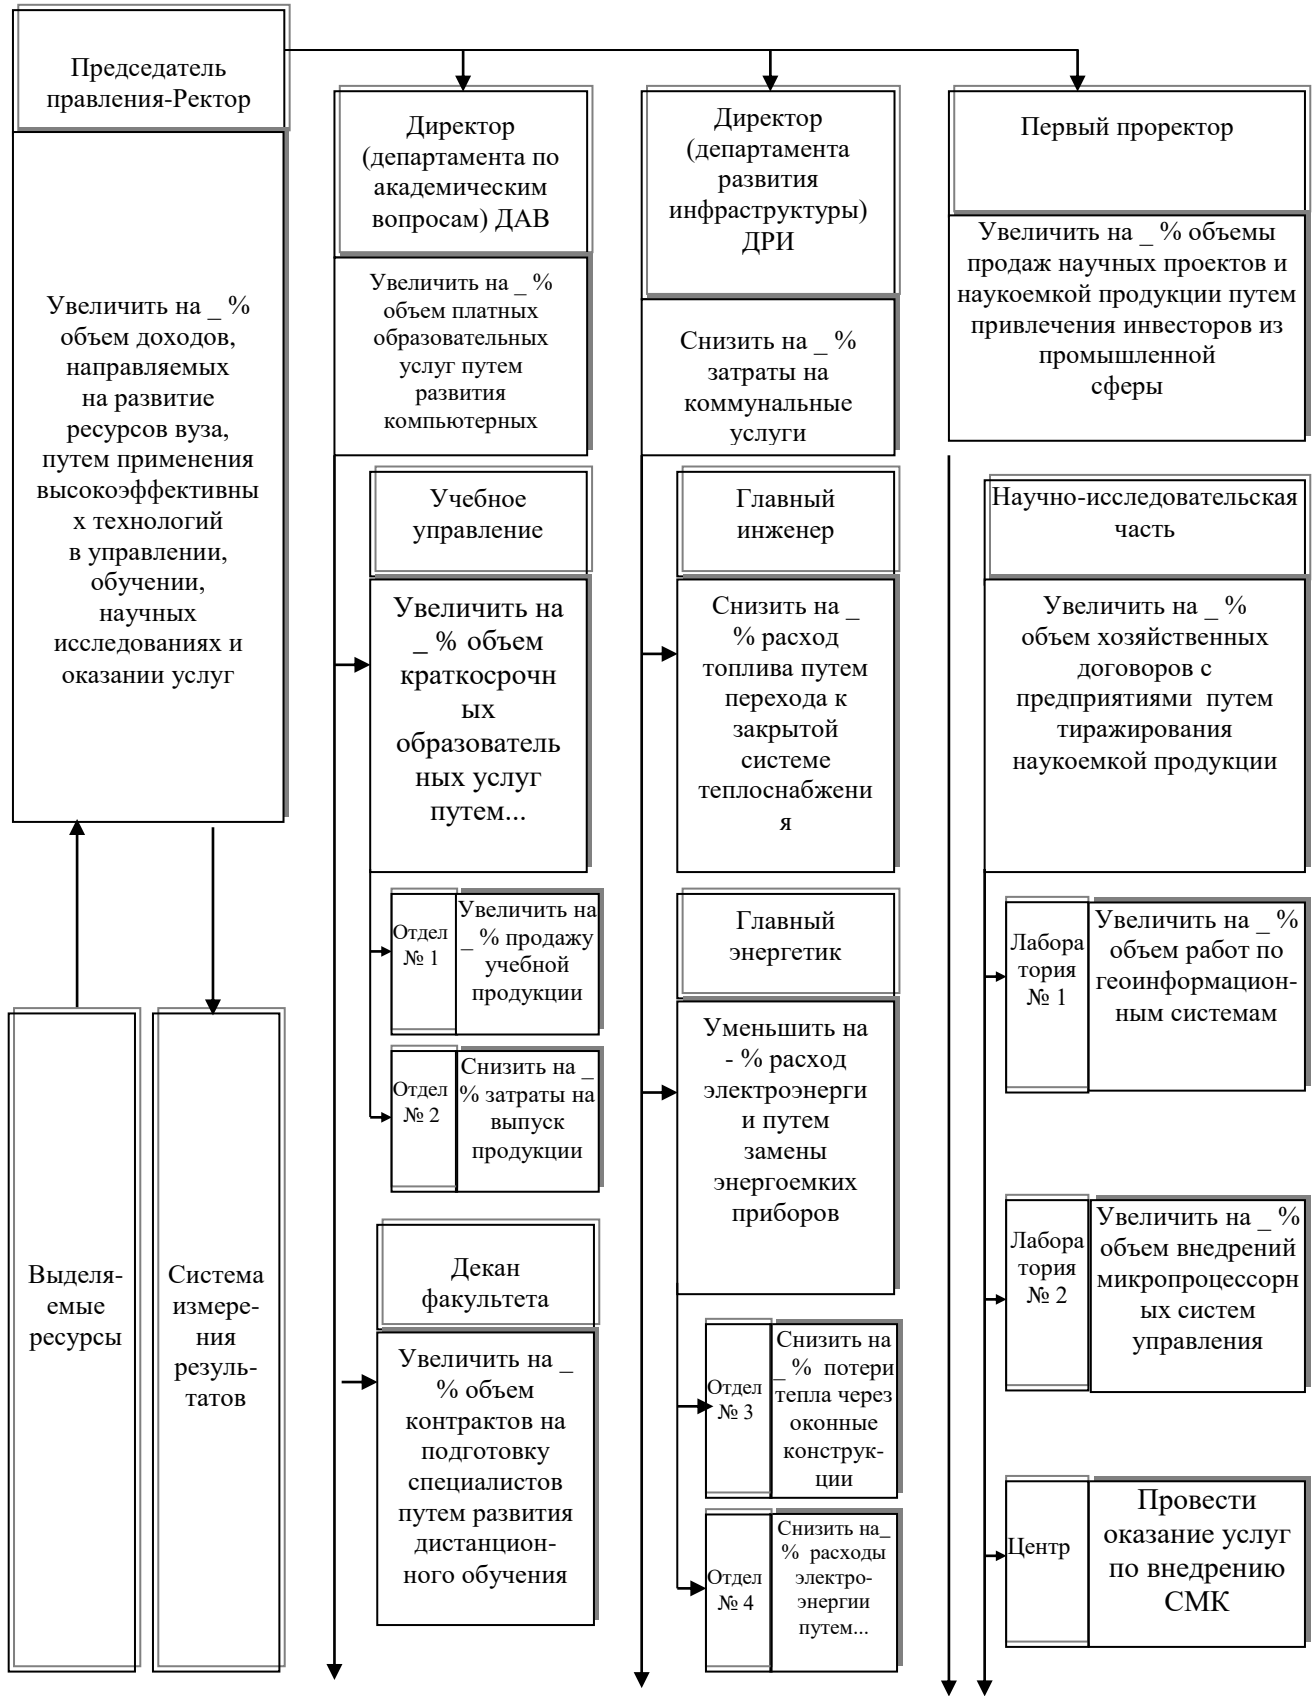 Председатель
правления-Ректор
Увеличить на _ %
объем доходов,
направляемых
на развитие
ресурсов вуза,
путем применения
высокоэффективны
х технологий
в управлении,
обучении,
научных
исследованиях и
оказании услуг
Выделя-
емые
ресурсы
Система
измере-
ния
резуль-
татов
Директор
(департамента по
академическим
вопросам) ДАВ
Увеличить на _ %
объем платных
образовательных
услуг путем
развития
компьютерных
Учебное
управление
Увеличить на
_ % объем
краткосрочн
ых
образователь
ных услуг
путем...
Отдел
№ 1
Увеличить на
_ % продажу
учебной
продукции
Отдел
№ 2
Снизить на _
% затраты на
выпуск
продукции
Декан
факультета
Увеличить на _
% объем
контрактов на
подготовку
специалистов
путем развития
дистанцион-
ного обучения
Директор
(департамента
развития
инфраструктуры)
ДРИ
Снизить на _ %
затраты на
коммунальные
услуги
Главный
инженер
Снизить на _
% расход
топлива путем
перехода к
закрытой
системе
теплоснабжени
я
Главный
энергетик
Уменьшить на
- % расход
электроэнерги
и путем
замены
энергоемких
приборов
Отдел
№ 3
Снизить на
_ % потери
тепла через
оконные
конструк-
ции
Отдел
№ 4
Снизить на_
% расходы
электро-
энергии
путем...
Первый проректор
Увеличить на _ % объемы
продаж научных проектов и
наукоемкой продукции путем
привлечения инвесторов из
промышленной
сферы
Научно-исследовательская
часть
Увеличить на _ %
объем хозяйственных
договоров с
предприятиями путем
тиражирования
наукоемкой продукции
Лабора
тория
№ 1
Увеличить на _ %
объем работ по
геоинформацион-
ным системам
Лабора
тория
№ 2
Увеличить на _ %
объем внедрений
микропроцессорн
ых систем
управления
Центр
Провести
оказание услуг
по внедрению
СМК